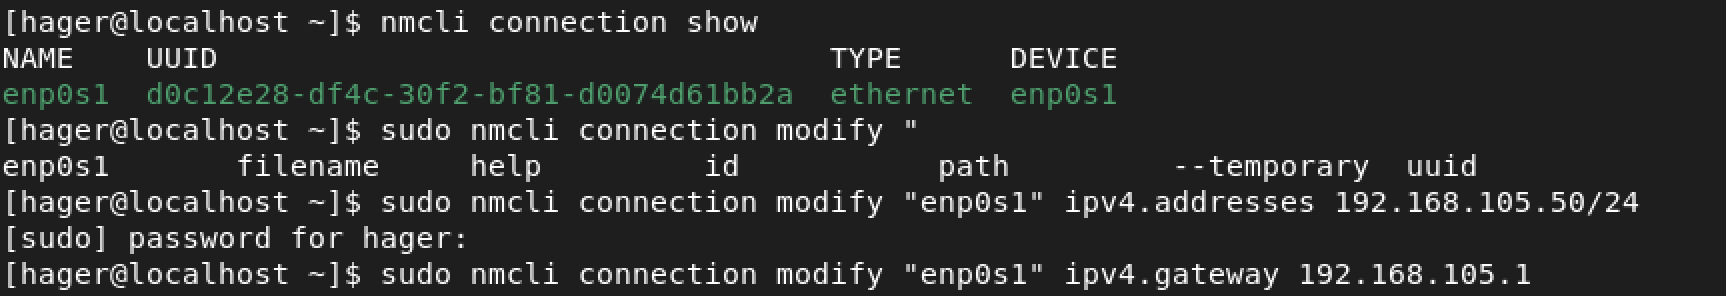 [hager@localhost ~]$ nmcli connection show
NAME    UUID                                  TYPE      DEVICE
enp0s1  d0c12e28-df4c-30f2-bf81-d0074d61bb2a  ethernet  enp0s1
[hager@localhost ~]$ sudo nmcli connection modify "
enp0s1       filename     help         id           path         --temporary  uuid
[hager@localhost ~]$ sudo nmcli connection modify "enp0s1" ipv4.addresses 192.168.105.50/24
[sudo] password for hager:
[hager@localhost ~]$ sudo nmcli connection modify "enp0s1" ipv4.gateway 192.168.105.1